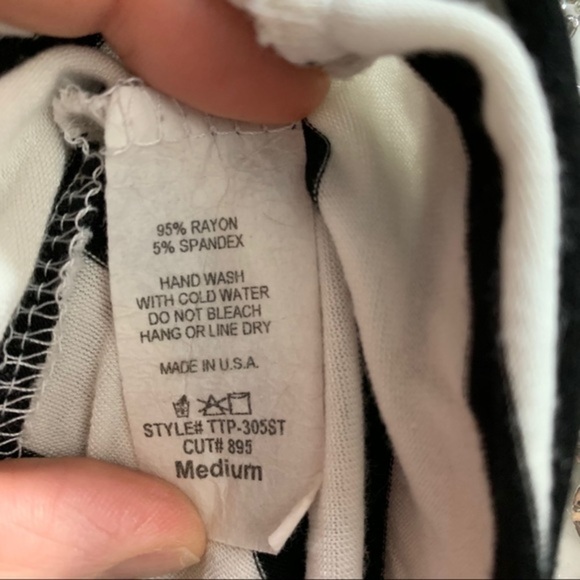 95% RAYON
5% SPANDEX
HAND WASH
WITH COLD WATER
DO NOT BLEACH
HANG OR LINE DRY
MADE IN U.S.A.
STYLE# TTP-305ST
CUT# 895
Medium